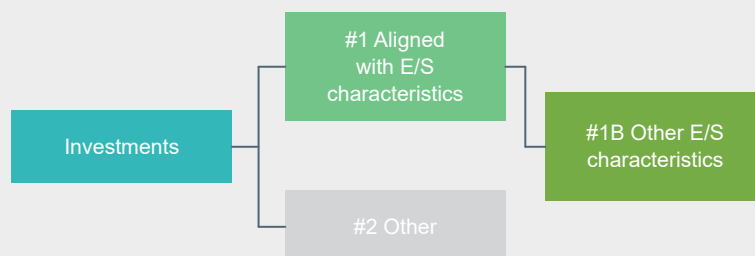 #1 Aligned
with E/S
characteristics
Investments
#1B Other E/S
characteristics
#2 Other